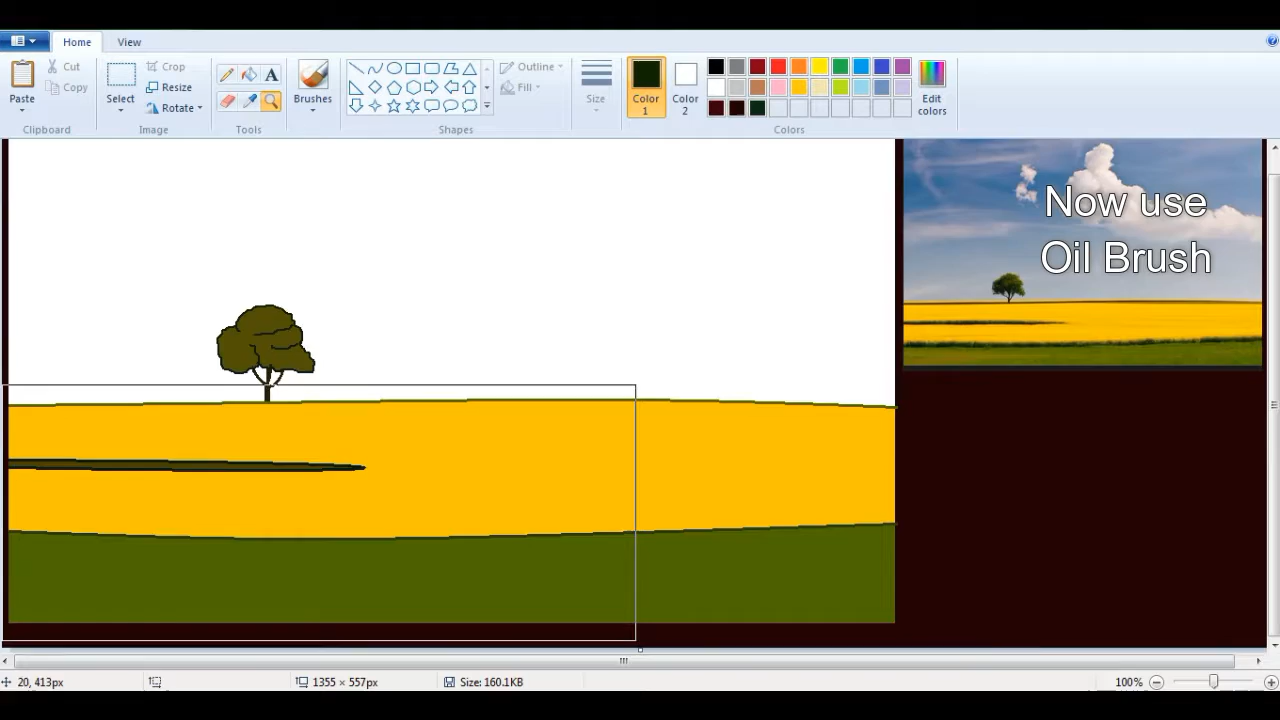 Home View
Cut
Copy
Paste
Clipboard
Select
Crop
Resize
Rotate
Image
Tools
Brushes
Outline
Fill
Shapes
Size
Color
1
Color
2
Edit
colors
Colors
Now use
Oil Brush
20, 413px
1355 × 557px
Size: 160.1KB
100%